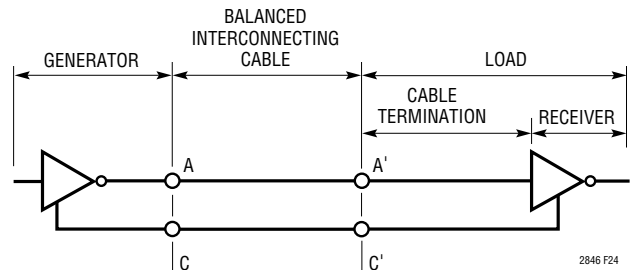 BALANCED
INTERCONNECTING
CABLE
GENERATOR
LOAD
CABLE
TERMINATION
RECEIVER
A
A'
C
C'
2846 F24